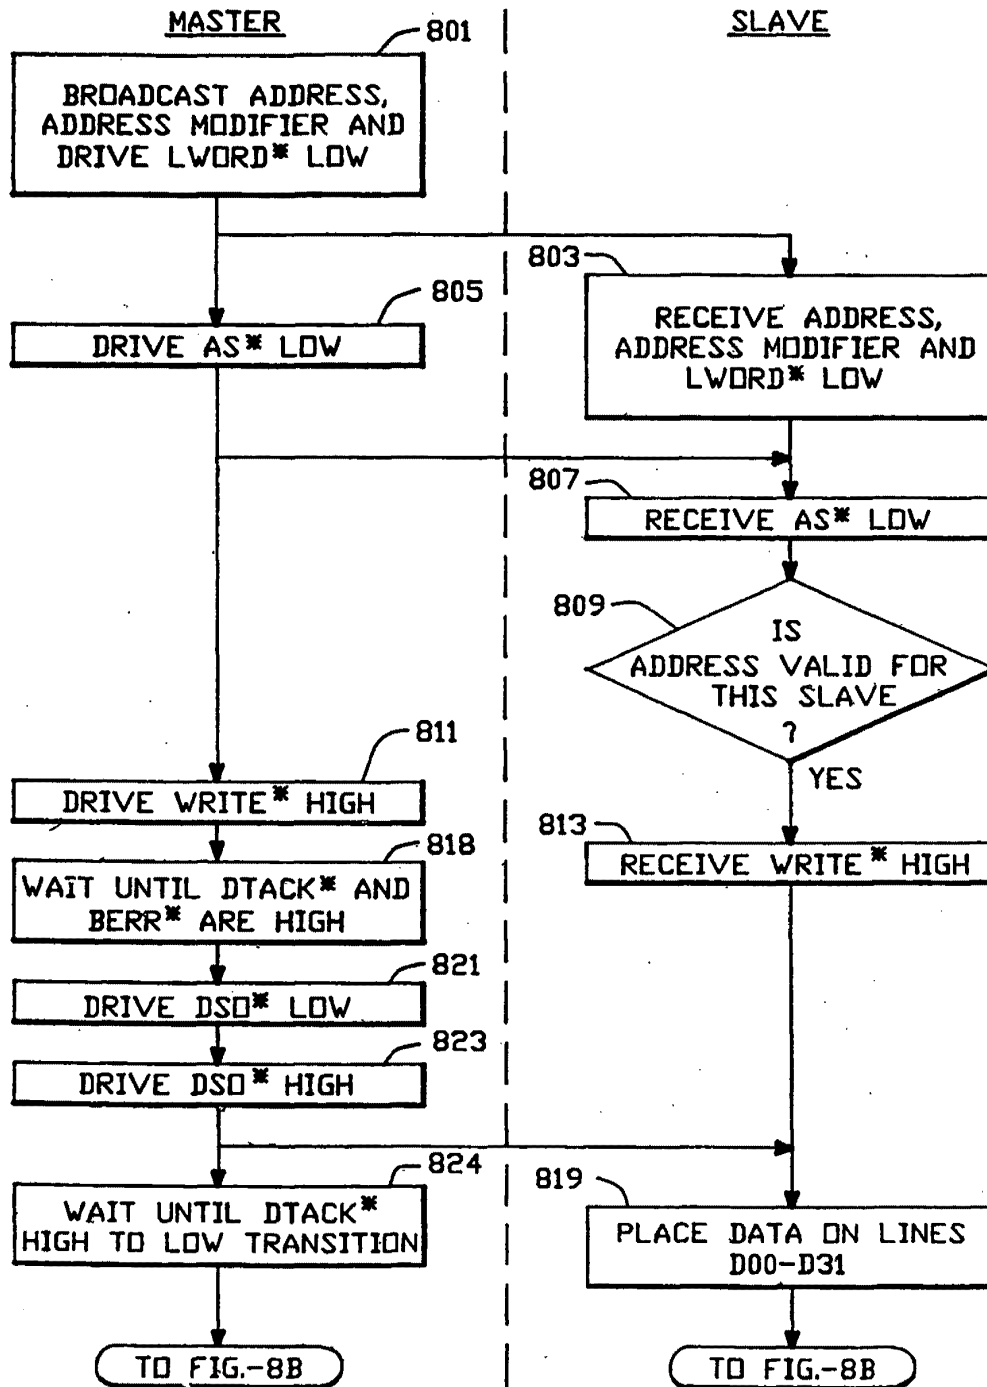 MASTER
SLAVE
801
BROADCAST ADDRESS,
ADDRESS MODIFIER AND
DRIVE LWORD* LOW
803
RECEIVE ADDRESS,
ADDRESS MODIFIER AND
LWORD* LOW
805
DRIVE AS* LOW
807
RECEIVE AS* LOW
809
IS
ADDRESS VALID FOR
THIS SLAVE
?
YES
811
DRIVE WRITE* HIGH
813
RECEIVE WRITE* HIGH
818
WAIT UNTIL DTACK* AND
BERR* ARE HIGH
821
DRIVE DSO* LOW
823
DRIVE DSO* HIGH
824
WAIT UNTIL DTACK*
HIGH TO LOW TRANSITION
819
PLACE DATA ON LINES
D00-D31
TO FIG.-8B
TO FIG.-8B